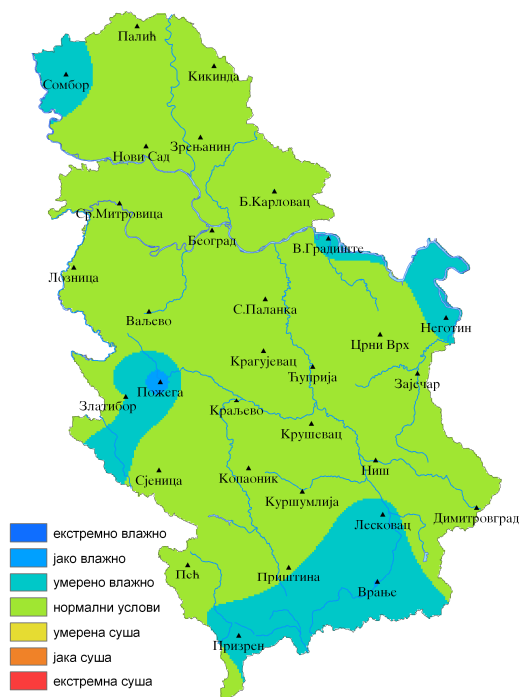 Палић
Кикинда
Сомбор
Зрењанин
Нови Сад
Б.Карловац
Ср.Митровица
Београд
В.Градиште
Лозница
С.Паланка
Ваљево
Неготин
Црни Врх
Крагујевац
Ћуприја
Зајечар
Пожега
Златибор
Краљево
Крушевац
Ниш
Сјеница
Копаоник
Куршумлија
Димитровград
Лесковац
Пећ
Приштина
Врање
Призрен
екстремно влажно
јако влажно
умерено влажно
нормални услови
умерена суша
јака суша
екстремна суша